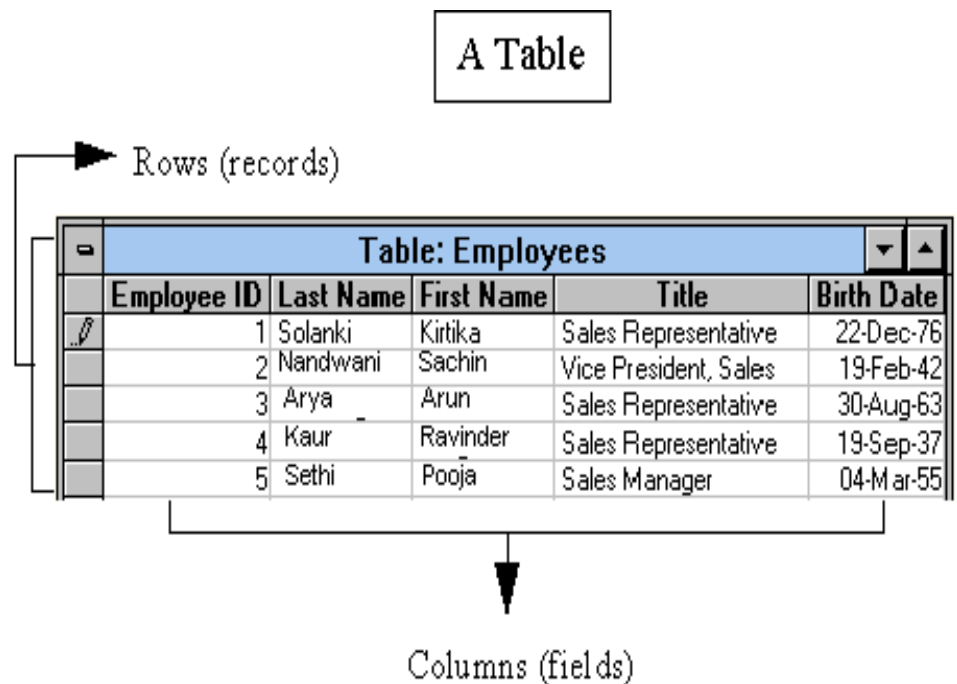 A Table
Rows (records)
Table: Employees
Employee ID Last Name First Name Title Birth Date
1 Solanki Kirtika Sales Representative 22-Dec-76
2 Nandwani Sachin Vice President, Sales 19-Feb-42
3 Arya Arun Sales Representative 30-Aug-63
4 Kaur Ravinder Sales Representative 19-Sep-37
5 Sethi Pooja Sales Manager 04-Mar-55
Columns (fields)